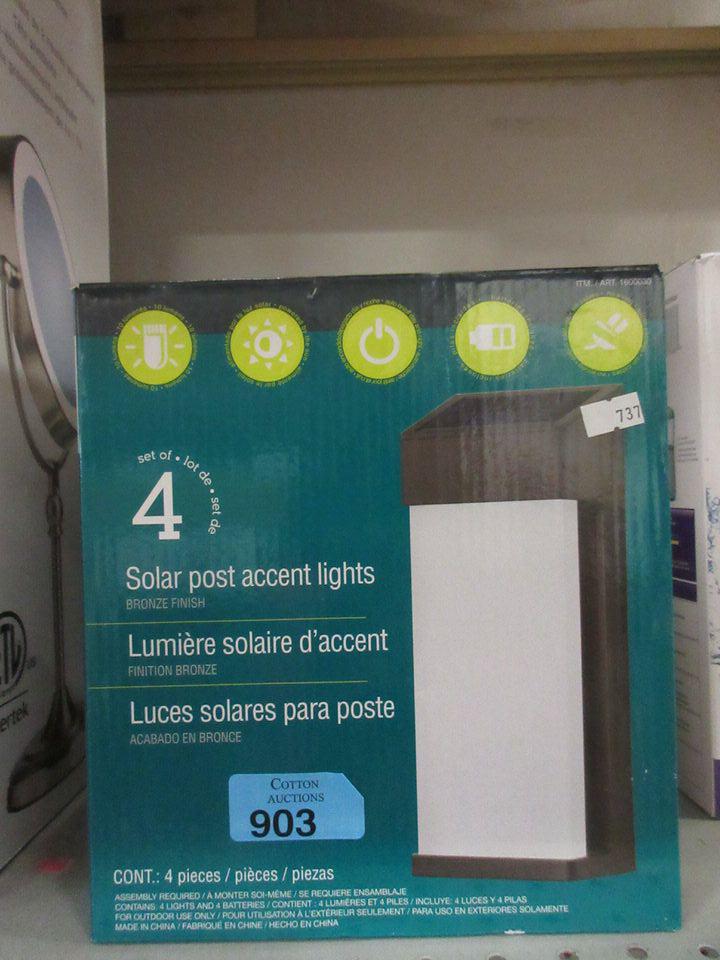 ITM. / ART. 1600030
737
set of • lot de • set de
4
Solar post accent lights
BRONZE FINISH
Lumière solaire d'accent
FINITION BRONZE
Luces solares para poste
ACABADO EN BRONCE
COTTON
AUCTIONS
903
CONT.: 4 pieces / pièces / piezas
ASSEMBLY REQUIRED / À MONTER SOI-MÊME / SE REQUIERE ENSAMBLAJE
CONTAINS: 4 LIGHTS AND 4 BATTERIES / CONTIENT : 4 LUMIÈRES ET 4 PILES / INCLUYE: 4 LUCES Y 4 PILAS
FOR OUTDOOR USE ONLY / POUR UTILISATION À L'EXTÉRIEUR SEULEMENT / PARA USO EN EXTERIORES SOLAMENTE
MADE IN CHINA / FABRIQUÉ EN CHINE / HECHO EN CHINA